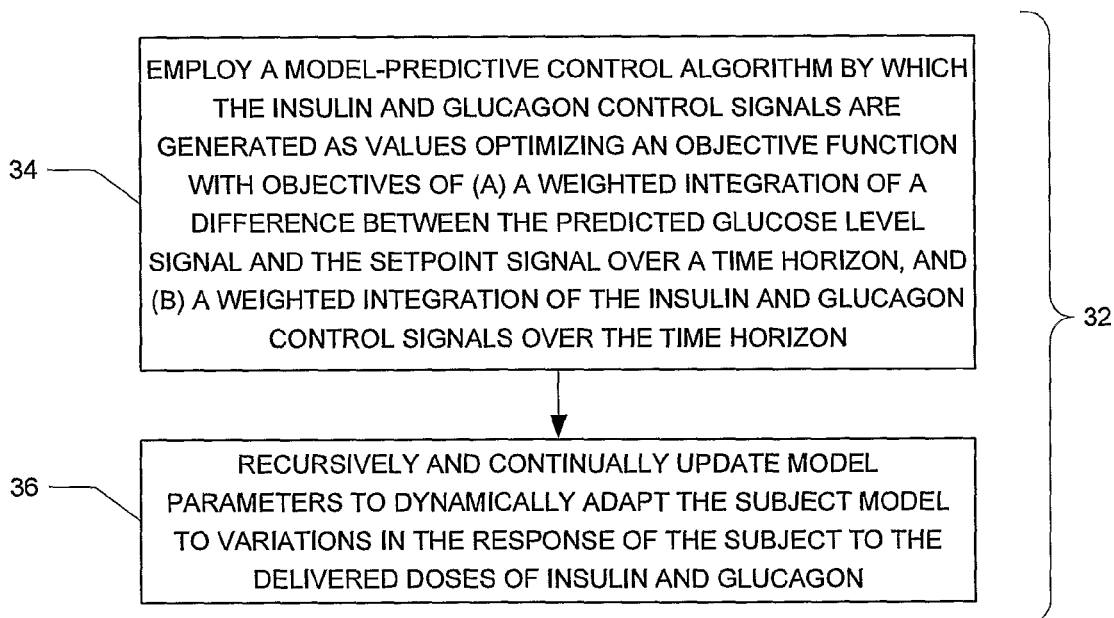 EMPLOY A MODEL-PREDICTIVE CONTROL ALGORITHM BY WHICH
THE INSULIN AND GLUCAGON CONTROL SIGNALS ARE
GENERATED AS VALUES OPTIMIZING AN OBJECTIVE FUNCTION
WITH OBJECTIVES OF (A) A WEIGHTED INTEGRATION OF A
DIFFERENCE BETWEEN THE PREDICTED GLUCOSE LEVEL
SIGNAL AND THE SETPOINT SIGNAL OVER A TIME HORIZON, AND
(B) A WEIGHTED INTEGRATION OF THE INSULIN AND GLUCAGON
CONTROL SIGNALS OVER THE TIME HORIZON
34
32
RECURSIVELY AND CONTINUALLY UPDATE MODEL
PARAMETERS TO DYNAMICALLY ADAPT THE SUBJECT MODEL
TO VARIATIONS IN THE RESPONSE OF THE SUBJECT TO THE
DELIVERED DOSES OF INSULIN AND GLUCAGON
36